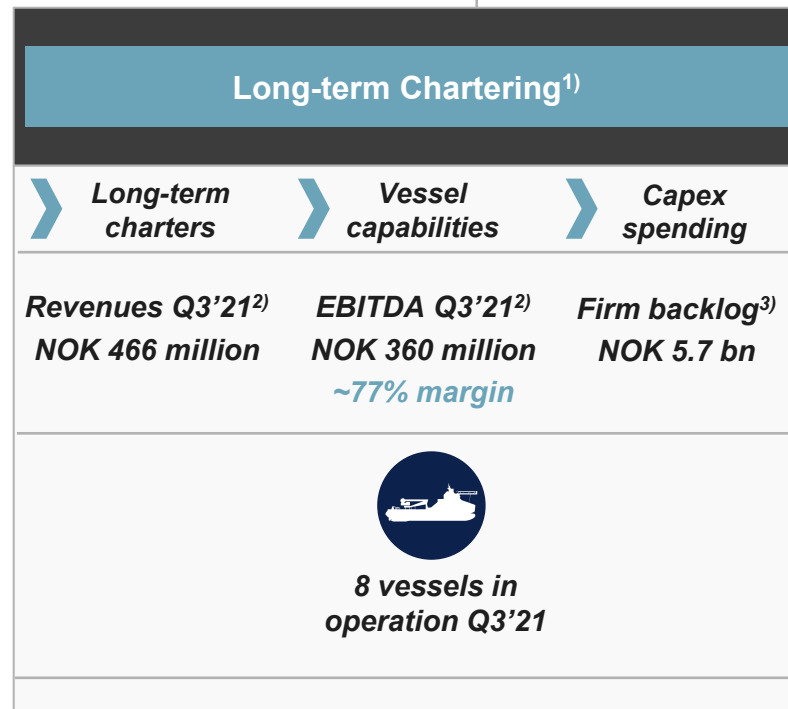 Long-term Chartering1)
Long-term charters
Vessel capabilities
Capex spending
Revenues Q3’212)
NOK 466 million
EBITDA Q3’212)
NOK 360 million
~77% margin
Firm backlog3)
NOK 5.7 bn
8 vessels in
operation Q3’21